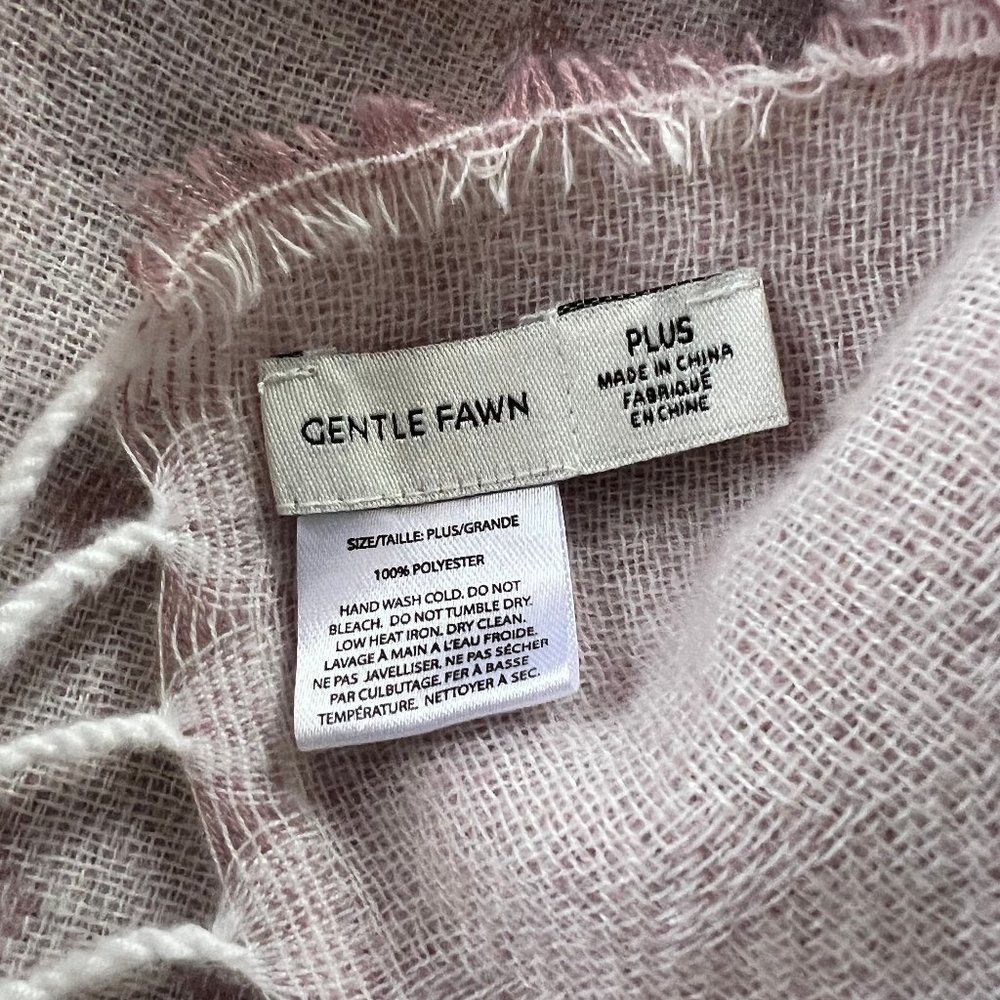 GENTLE FAWN
PLUS
MADE IN CHINA
FABRIQUÉ
EN CHINE
SIZE/TAILLE: PLUS/GRANDE
100% POLYESTER
HAND WASH COLD. DO NOT
BLEACH. DO NOT TUMBLE DRY.
LOW HEAT IRON. DRY CLEAN.
LAVAGE À MAIN A L'EAU FROIDE.
NE PAS JAVELLISER. NE PAS SÉCHER
PAR CULBUTAGE. FER À BASSE
TEMPÉRATURE. NETTOYER À SEC.